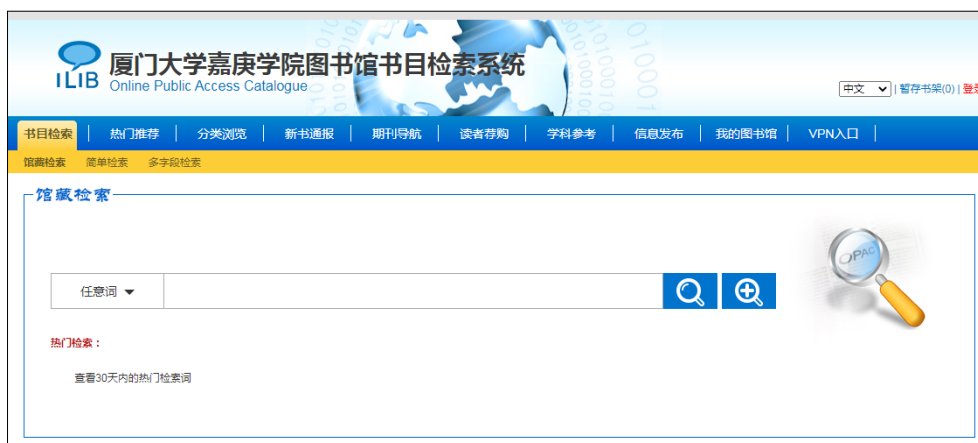 iLiB
厦门大学嘉庚学院图书馆书目检索系统
Online Public Access Catalogue
中文 | 暂存书架(0) | 登录
书目检索 热门推荐 分类浏览 新书通报 期刊导航 读者荐购 学科参考 信息发布 我的图书馆 VPN入口
馆藏检索 简单检索 多字段检索
馆藏检索
OPAC
任意词
热门检索：
查看30天内的热门检索词